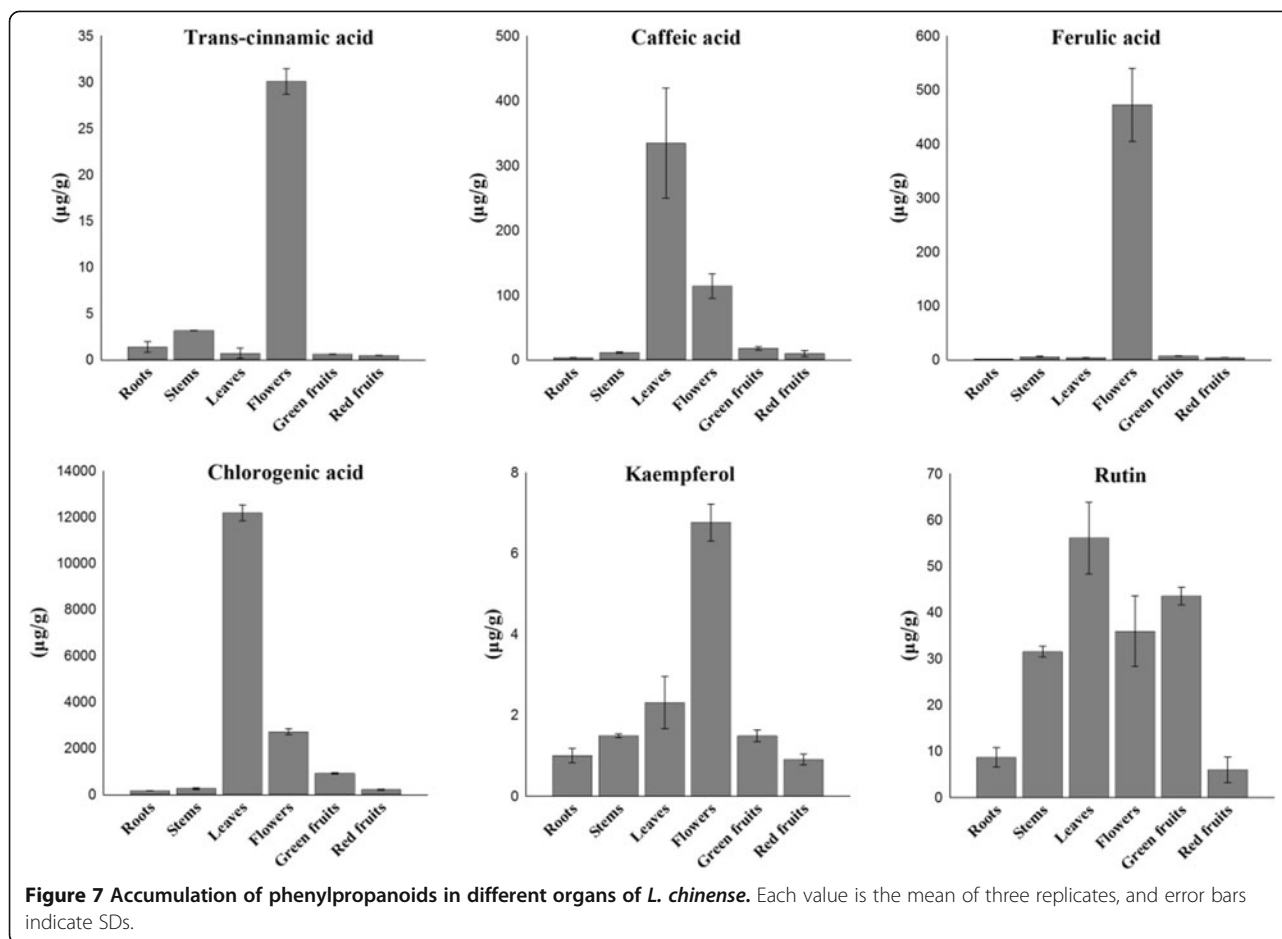 Trans-cinnamic acid
35
30
25
20
15
10
5
0
(µg/g)
Roots
Stems
Leaves
Flowers
Green fruits
Red fruits
Caffeic acid
500
400
300
200
100
0
(µg/g)
Roots
Stems
Leaves
Flowers
Green fruits
Red fruits
Ferulic acid
600
500
400
300
200
100
0
(µg/g)
Roots
Stems
Leaves
Flowers
Green fruits
Red fruits
Chlorogenic acid
14000
12000
10000
8000
6000
4000
2000
0
(µg/g)
Roots
Stems
Leaves
Flowers
Green fruits
Red fruits
Kaempferol
8
6
4
2
0
(µg/g)
Roots
Stems
Leaves
Flowers
Green fruits
Red fruits
Rutin
70
60
50
40
30
20
10
0
(µg/g)
Roots
Stems
Leaves
Flowers
Green fruits
Red fruits
Figure 7 Accumulation of phenylpropanoids in different organs of L. chinense. Each value is the mean of three replicates, and error bars
indicate SDs.